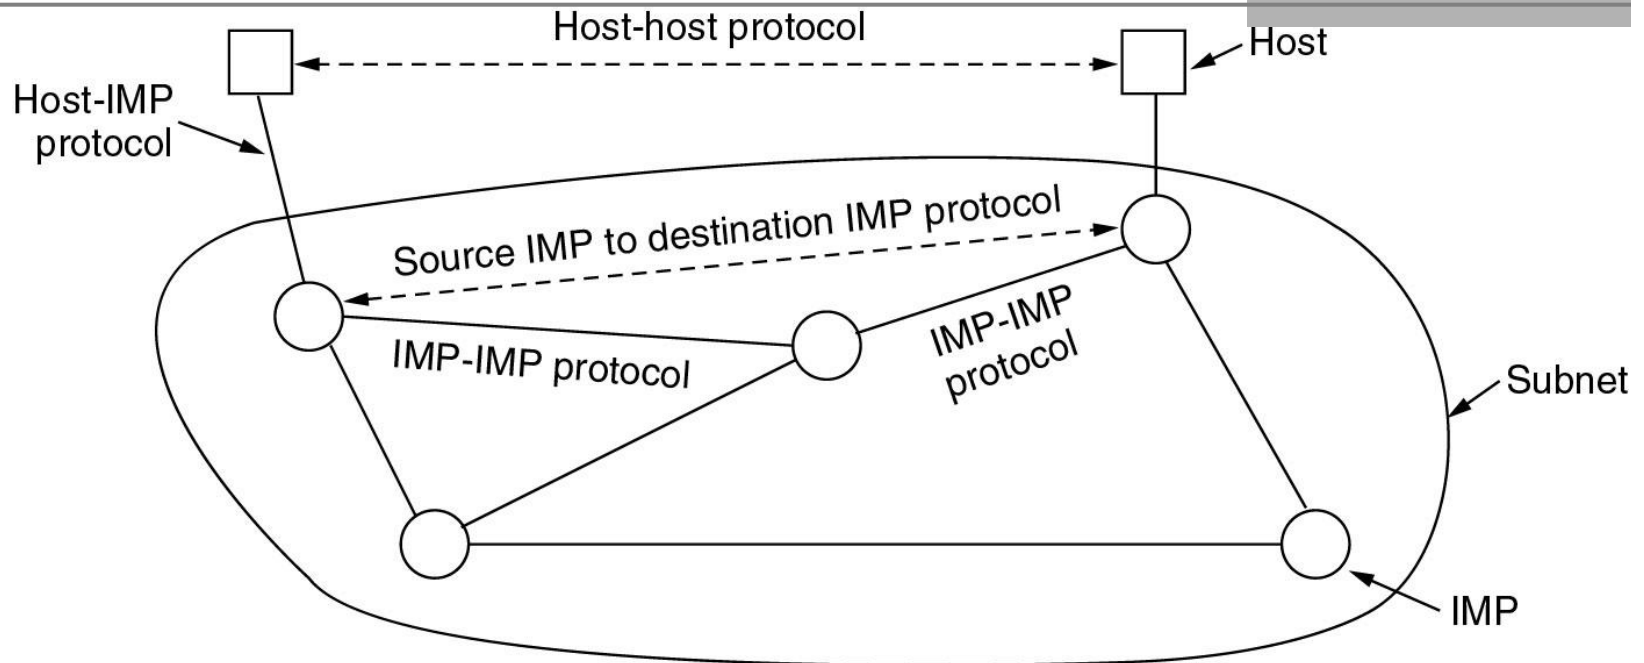 Host-host protocol
Host
Host-IMP
protocol
Source IMP to destination IMP protocol
IMP-IMP protocol
IMP-IMP
protocol
Subnet
IMP